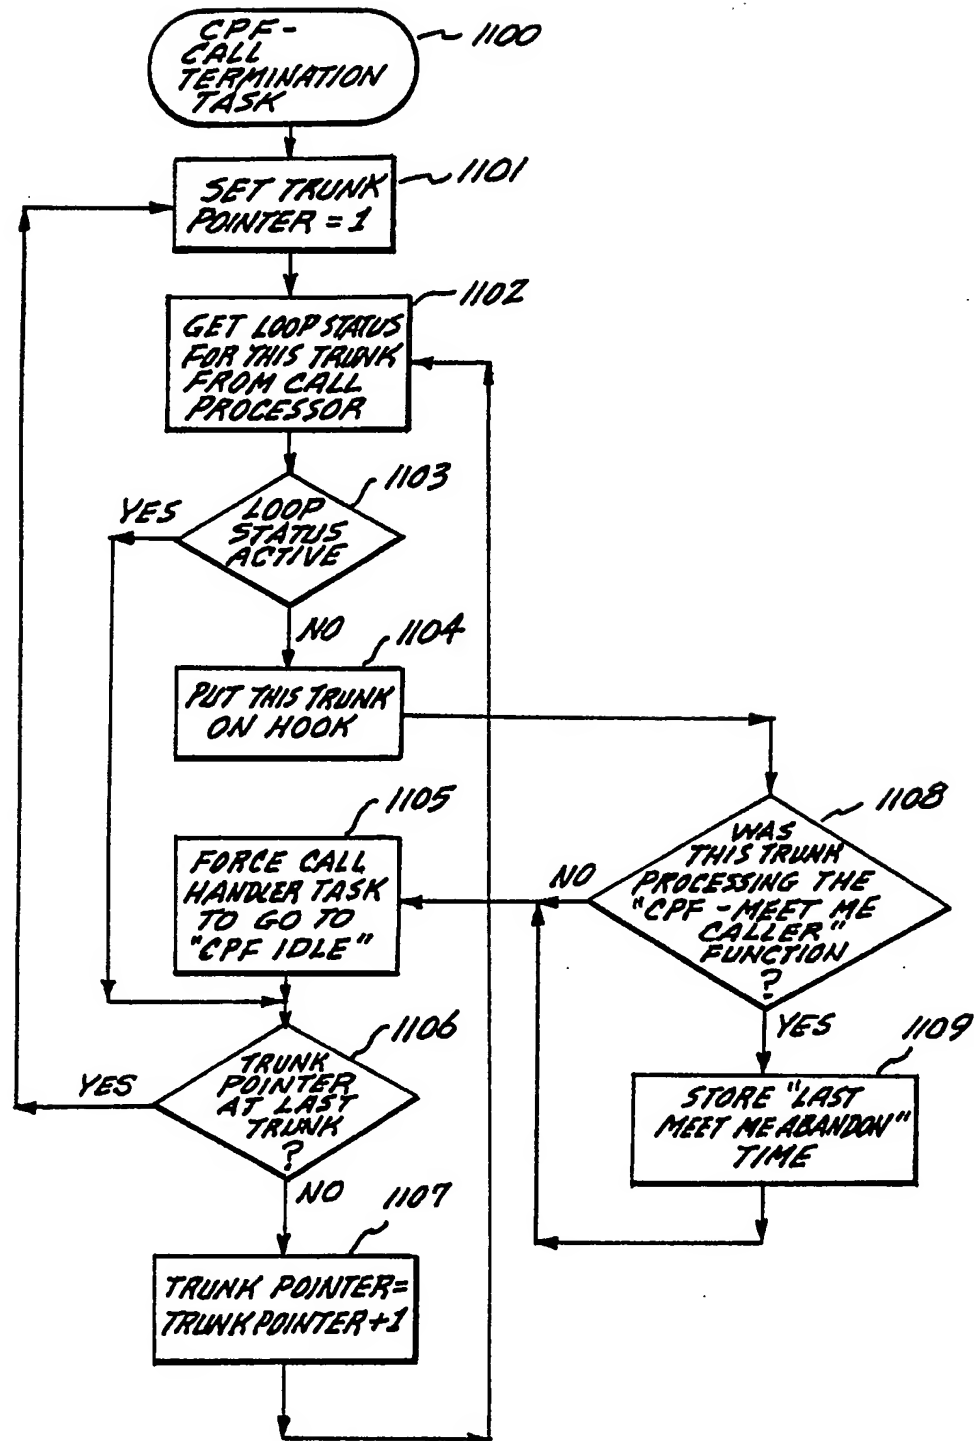 CPF-
CALL
TERMINATION
TASK
1100
SET TRUNK
POINTER = 1
1101
GET LOOP STATUS
FOR THIS TRUNK
FROM CALL
PROCESSOR
1102
LOOP
STATUS
ACTIVE
1103
YES
NO
PUT THIS TRUNK
ON HOOK
1104
WAS
THIS TRUNK
PROCESSING THE
"CPF - MEET ME
CALLER"
FUNCTION
?
1108
NO
YES
FORCE CALL
HANDLER TASK
TO GO TO
"CPF IDLE"
1105
STORE "LAST
MEET ME ABANDON"
TIME
1109
TRUNK
POINTER
AT LAST
TRUNK
?
1106
YES
NO
TRUNK POINTER=
TRUNK POINTER+1
1107